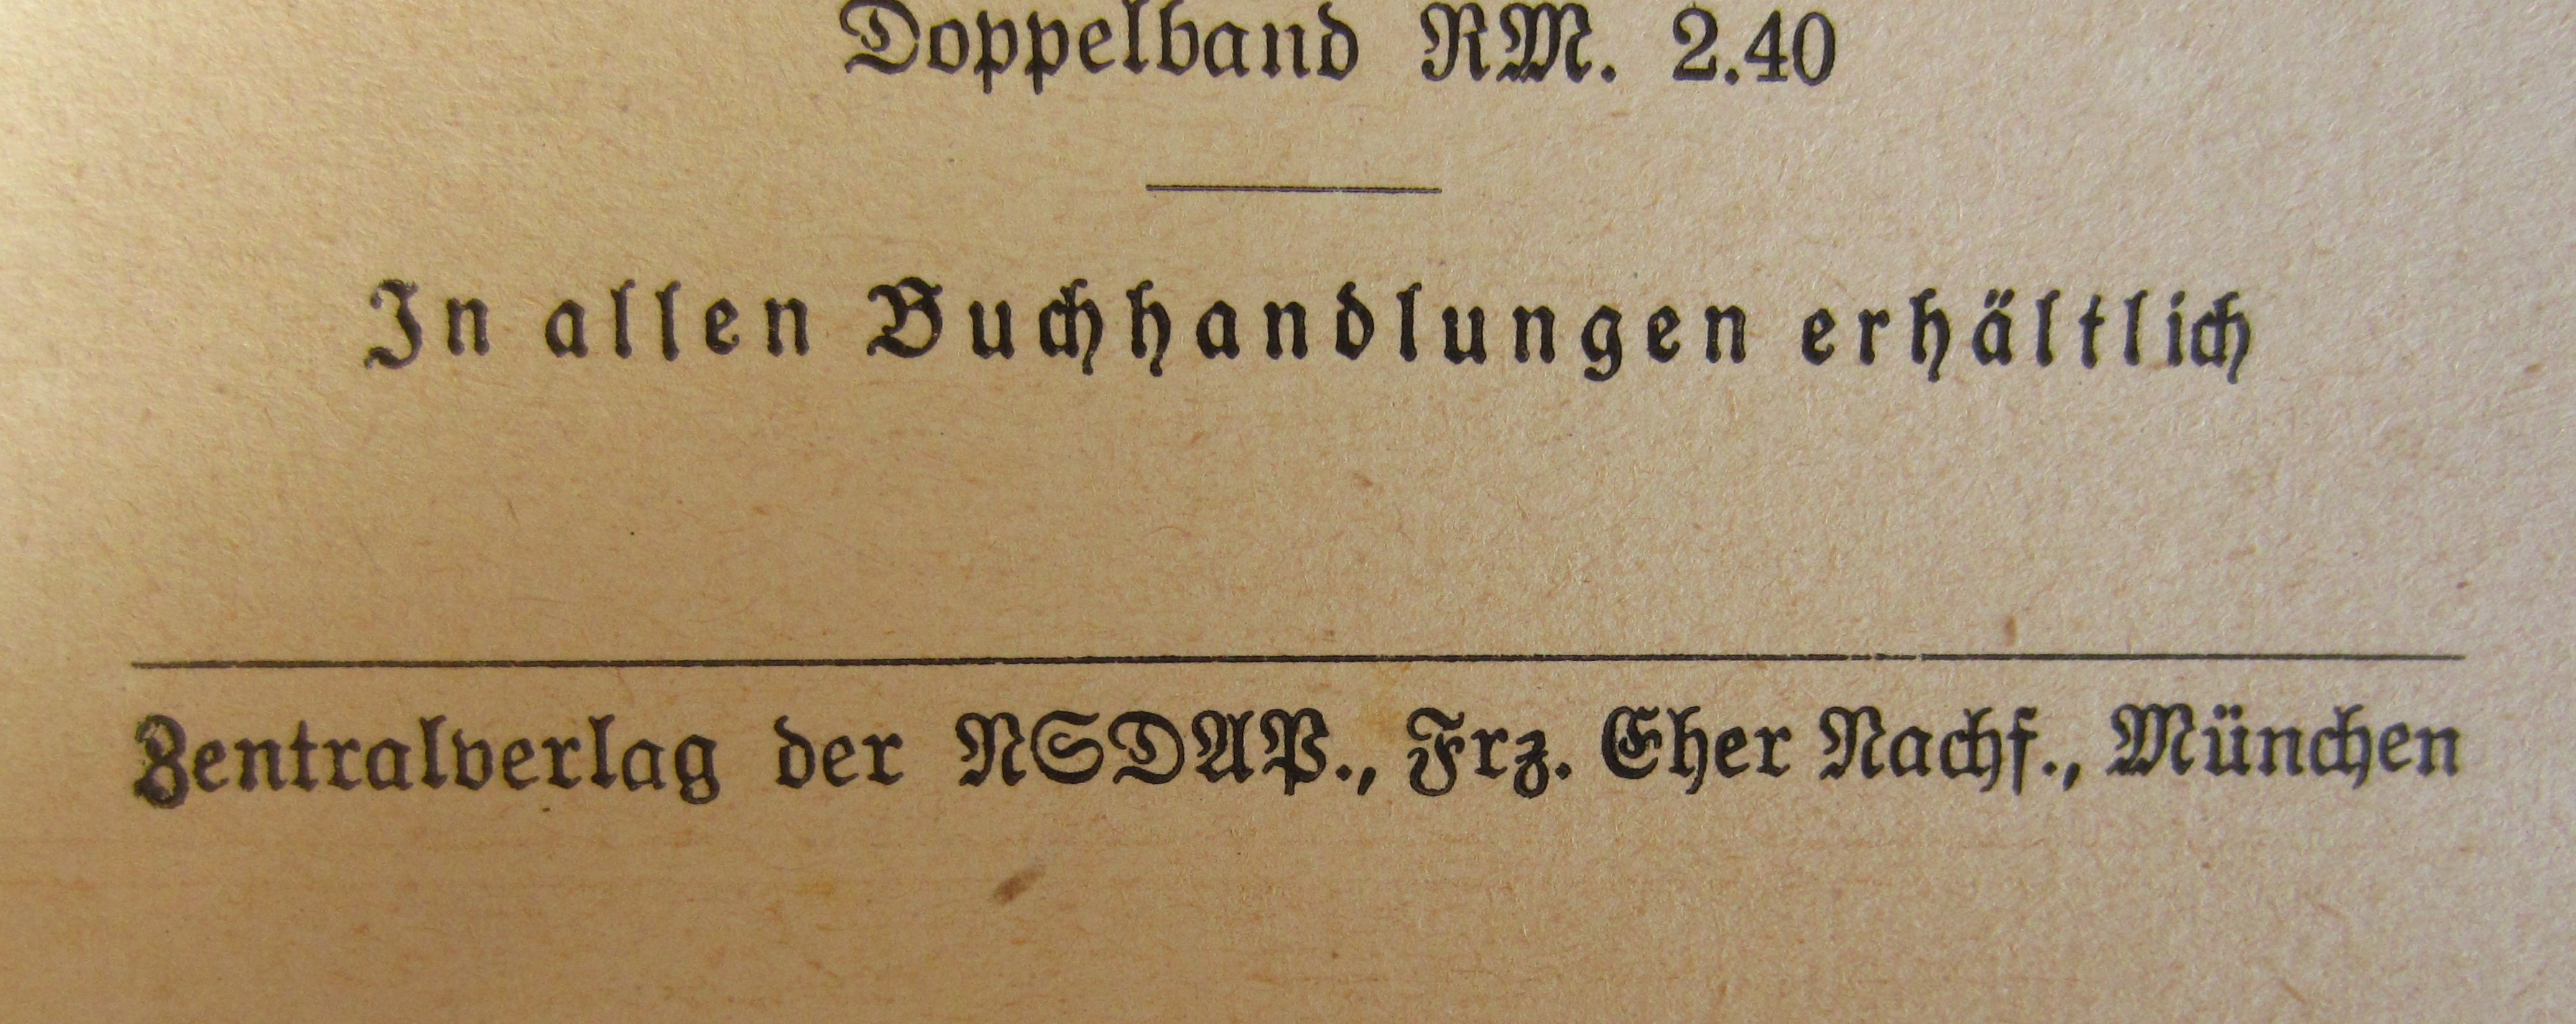 Doppelband RM. 2.40
In allen Buchhandlungen erhältlich
Zentralverlag der NSDAP., Frz. Eher Nachf., München